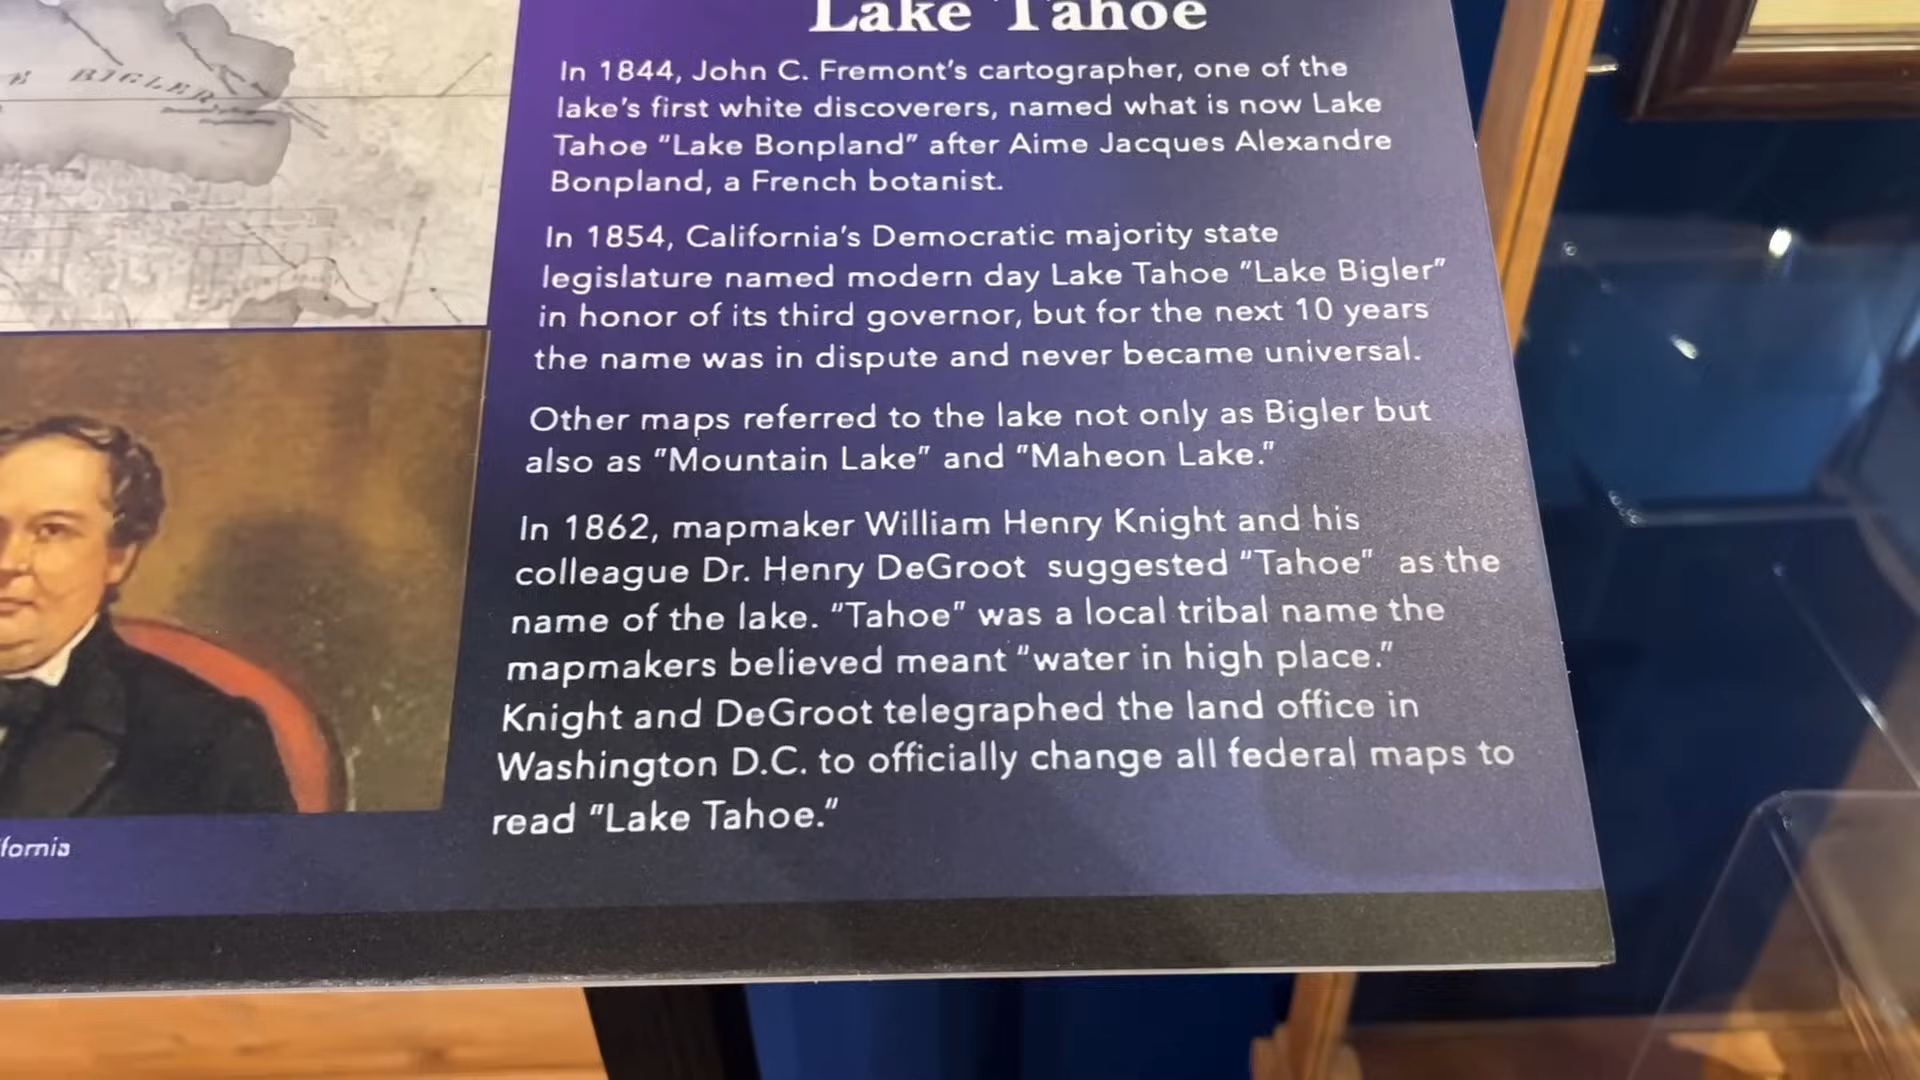 BIGLER
Lake Tahoe
In 1844, John C. Fremont's cartographer, one of the
lake's first white discoverers, named what is now Lake
Tahoe "Lake Bonpland" after Aime Jacques Alexandre
Bonpland, a French botanist.
In 1854, California's Democratic majority state
legislature named modern day Lake Tahoe "Lake Bigler"
in honor of its third governor, but for the next 10 years
the name was in dispute and never became universal.
Other maps referred to the lake not only as Bigler but
also as "Mountain Lake" and "Maheon Lake."
In 1862, mapmaker William Henry Knight and his
colleague Dr. Henry DeGroot suggested "Tahoe" as the
name of the lake. "Tahoe" was a local tribal name the
mapmakers believed meant "water in high place."
Knight and DeGroot telegraphed the land office in
Washington D.C. to officially change all federal maps to
read "Lake Tahoe."
fornia